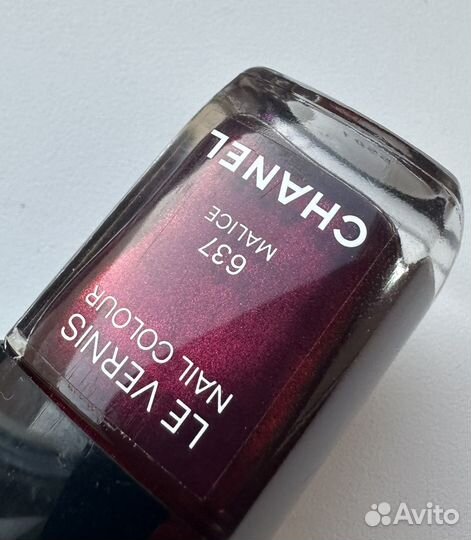 CHANEL
637
MALICE
LE VERNIS
NAIL COLOUR
Avito